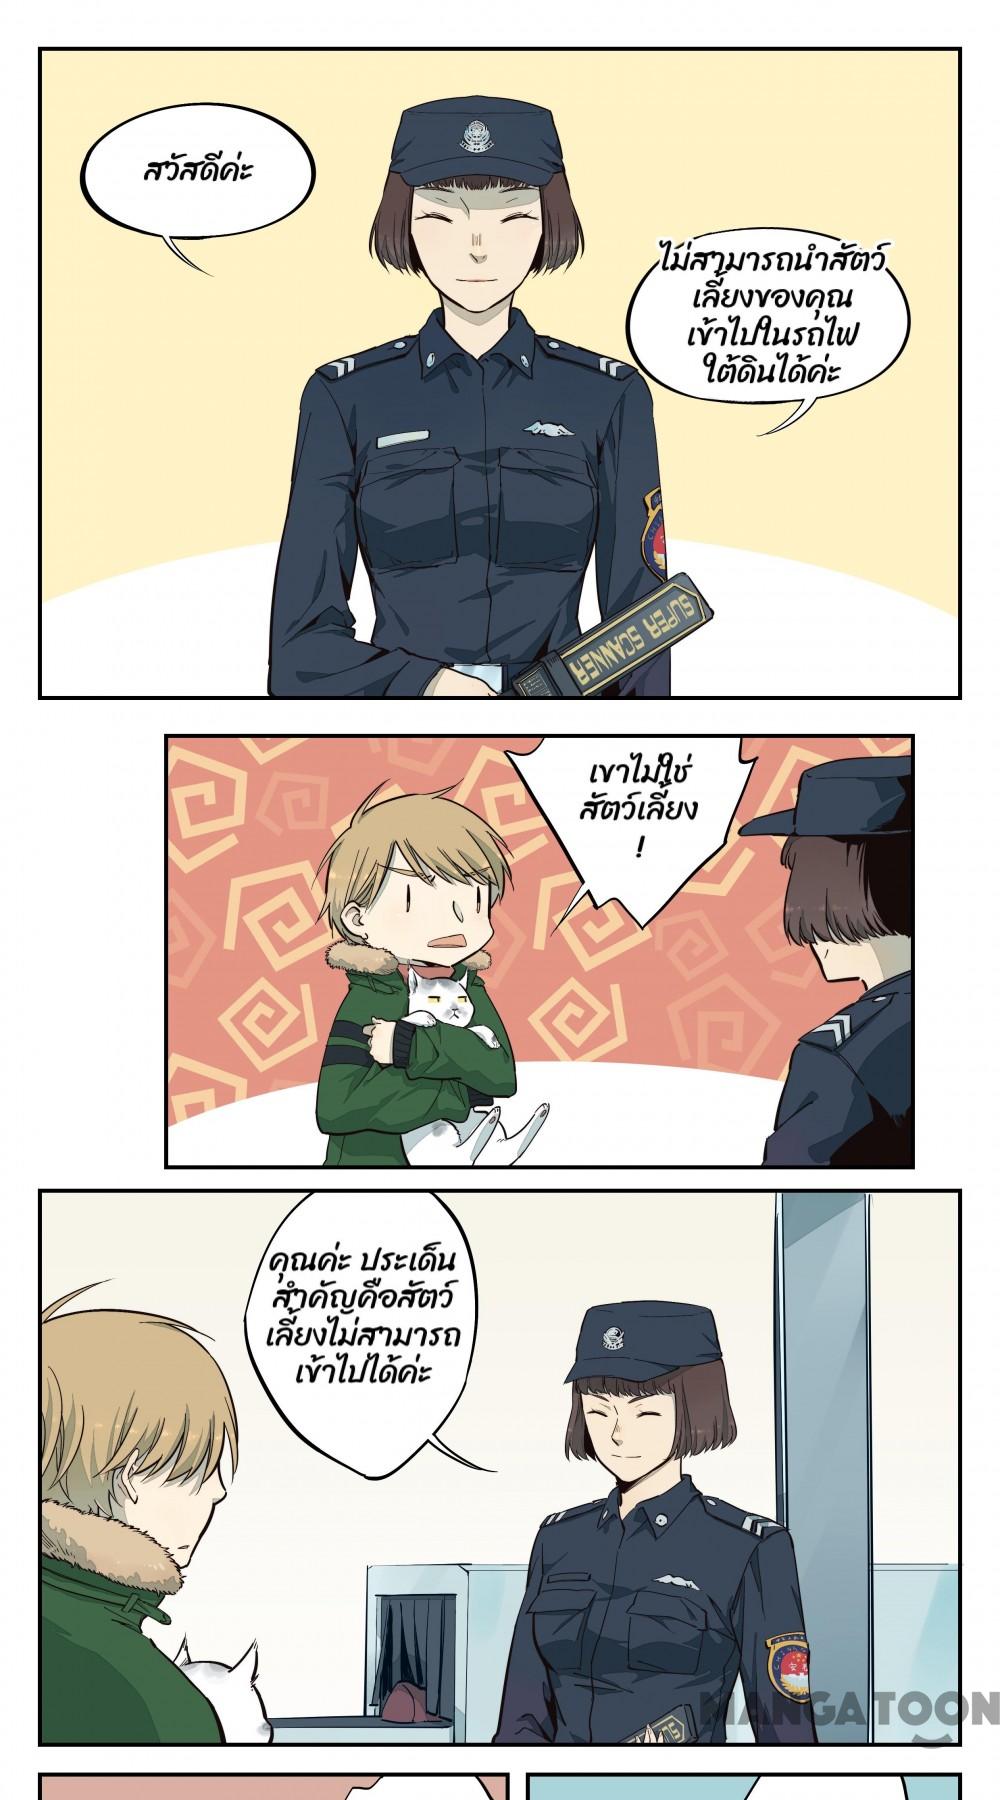 สวัสดีค่ะ
ไม่สามารถนำสัตว์
เลี้ยงของคุณ
เข้าไปในรถไฟ
ใต้ดินได้ค่ะ
SUPER SCANNER
เขาไม่ใช่
สัตว์เลี้ยง
!
คุณค่ะ ประเด็น
สำคัญคือสัตว์
เลี้ยงไม่สามารถ
เข้าไปได้ค่ะ
MANGATOON